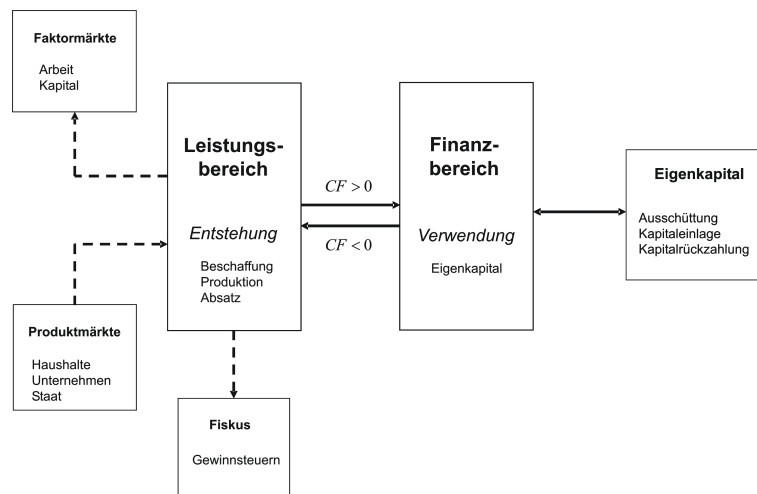 Faktormärkte
Arbeit
Kapital
Leistungs-
bereich
Entstehung
Beschaffung
Produktion
Absatz
CF > 0
CF < 0
Finanz-
bereich
Verwendung
Eigenkapital
Eigenkapital
Ausschüttung
Kapitaleinlage
Kapitalrückzahlung
Produktmärkte
Haushalte
Unternehmen
Staat
Fiskus
Gewinnsteuern